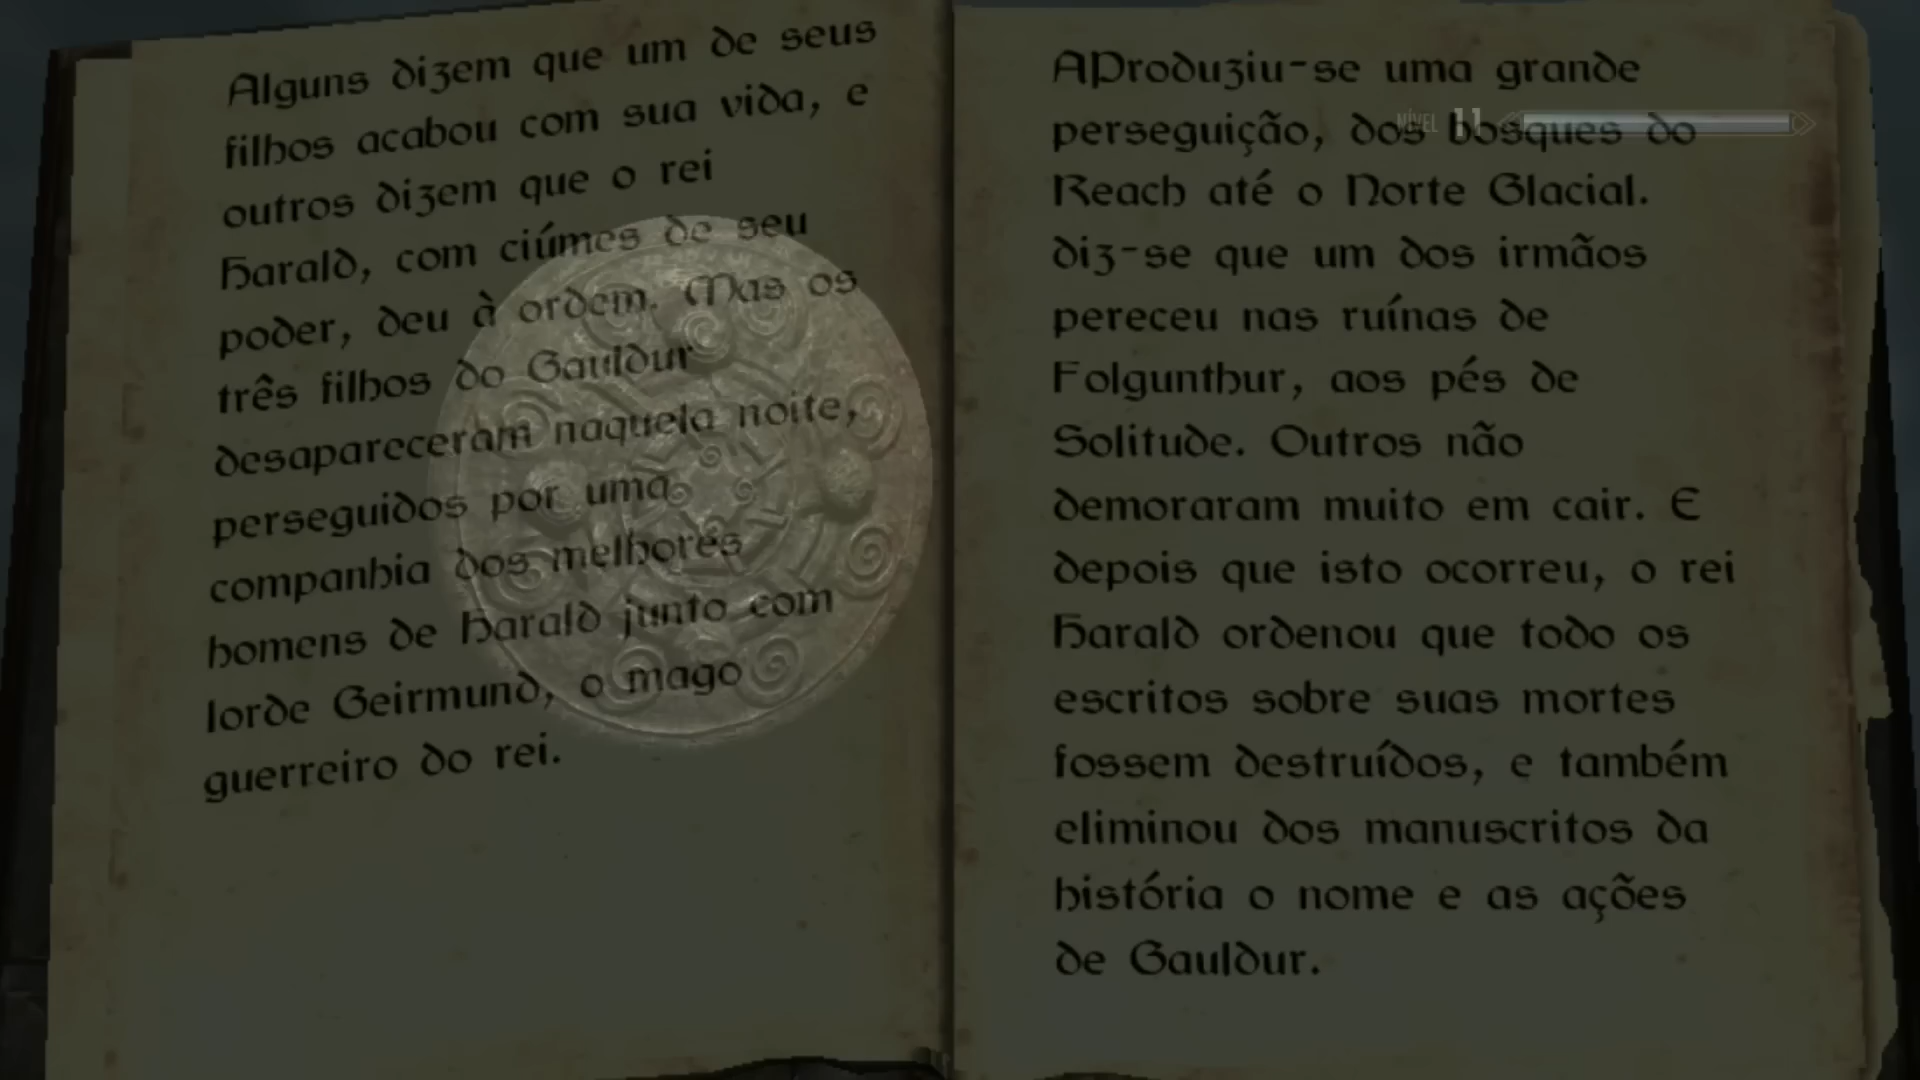 Alguns dizem que um de seus
filhos acabou com sua vida, e
outros dizem que o rei
Harald, com ciúmes de seu
poder, deu à ordem. Mas os
três filhos do Gauldur
desapareceram naquela noite,
perseguidos por uma
companhia dos melhores
homens de Harald junto com
lorde Geirmund, o mago
guerreiro do rei.
AProduziu-se uma grande
perseguição, dos bosques do
Reach até o Norte Glacial.
diz-se que um dos irmãos
pereceu nas ruínas de
Folgunthur, aos pés de
Solitude. Outros não
demoraram muito em cair. E
depois que isto ocorreu, o rei
Harald ordenou que todo os
escritos sobre suas mortes
fossem destruídos, e também
eliminou dos manuscritos da
história o nome e as ações
de Gauldur.
NÍVEL 11